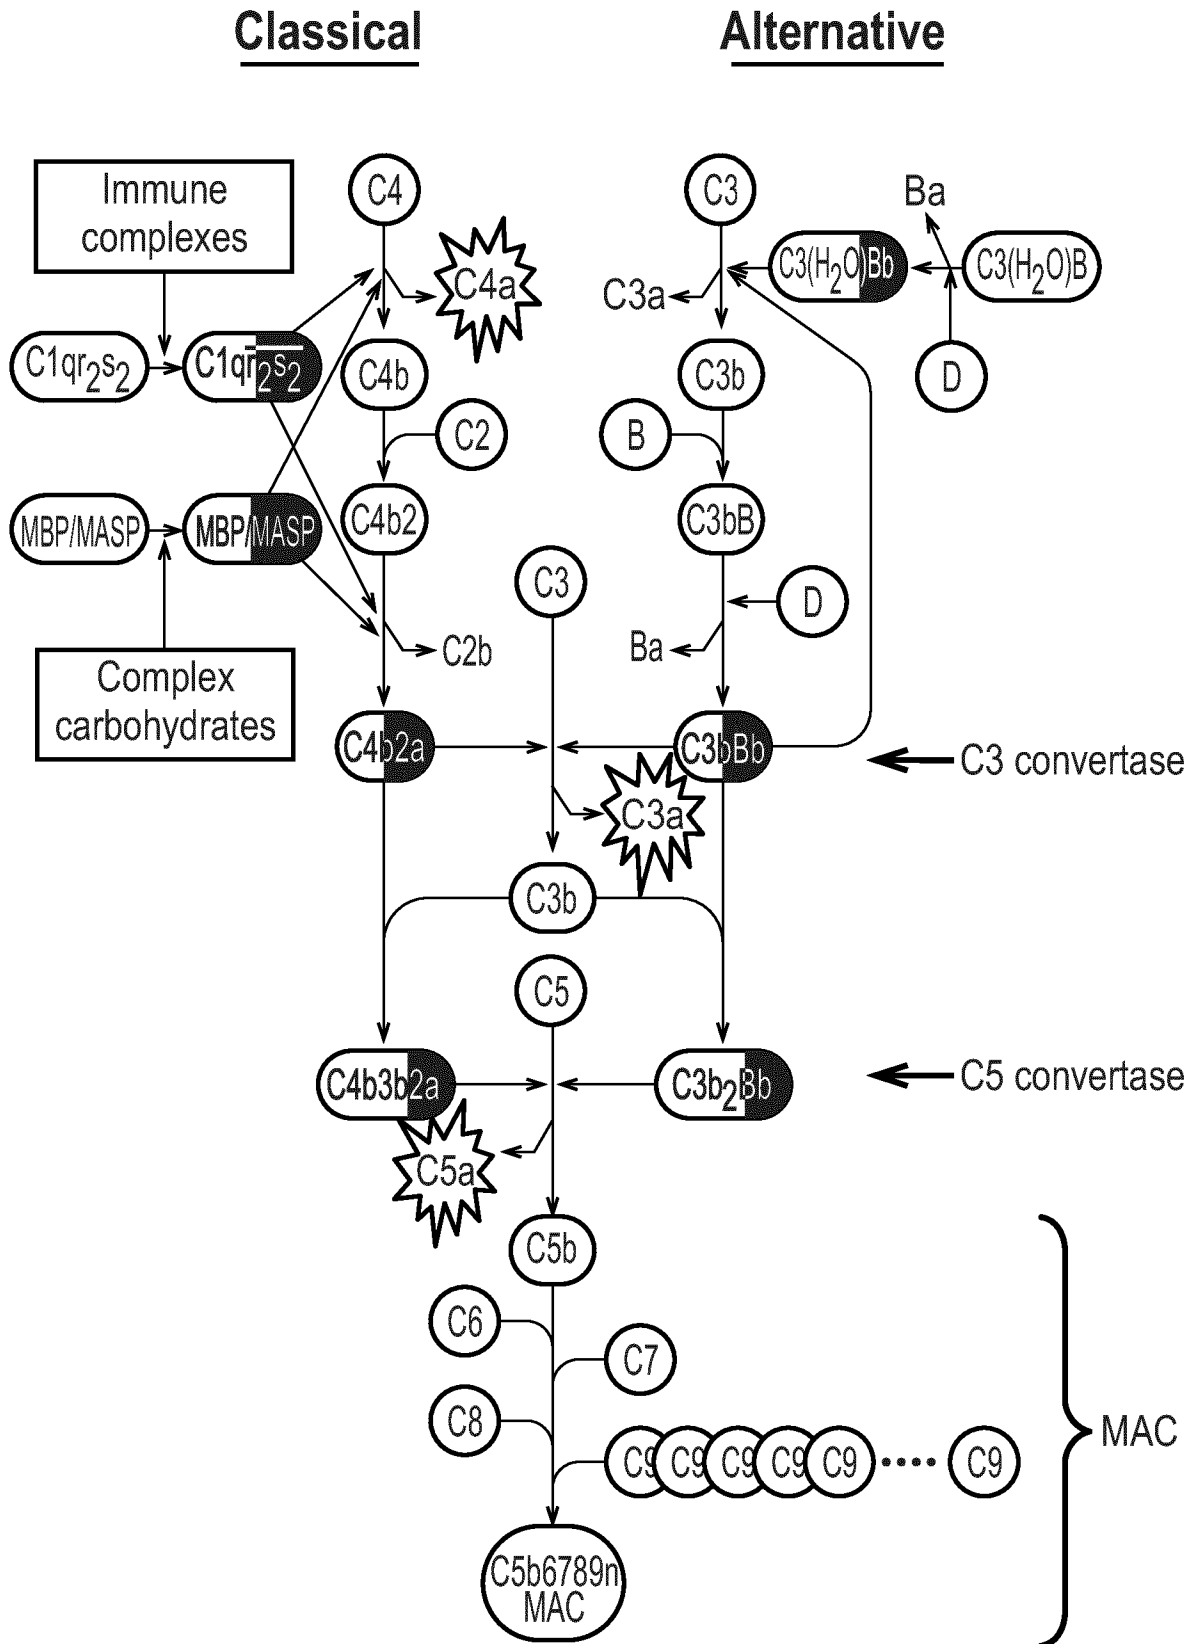 Classical
Alternative
Immune
complexes
C4
C3
Ba
C4a
C3a
C3(H2O)Bb
C3(H2O)B
C1qr2s2
C1qr2s2
C4b
C3b
D
C2
B
MBP/MASP
MBP/MASP
C4b2
C3bB
C3
D
C2b
Ba
Complex
carbohydrates
C4b2a
C3bBb
C3 convertase
C3a
C3b
C5
C4b3b2a
C3b2Bb
C5 convertase
C5a
C5b
C6
C7
C8
C9 C9 C9 C9 C9 ···· C9
MAC
C5b6789n
MAC